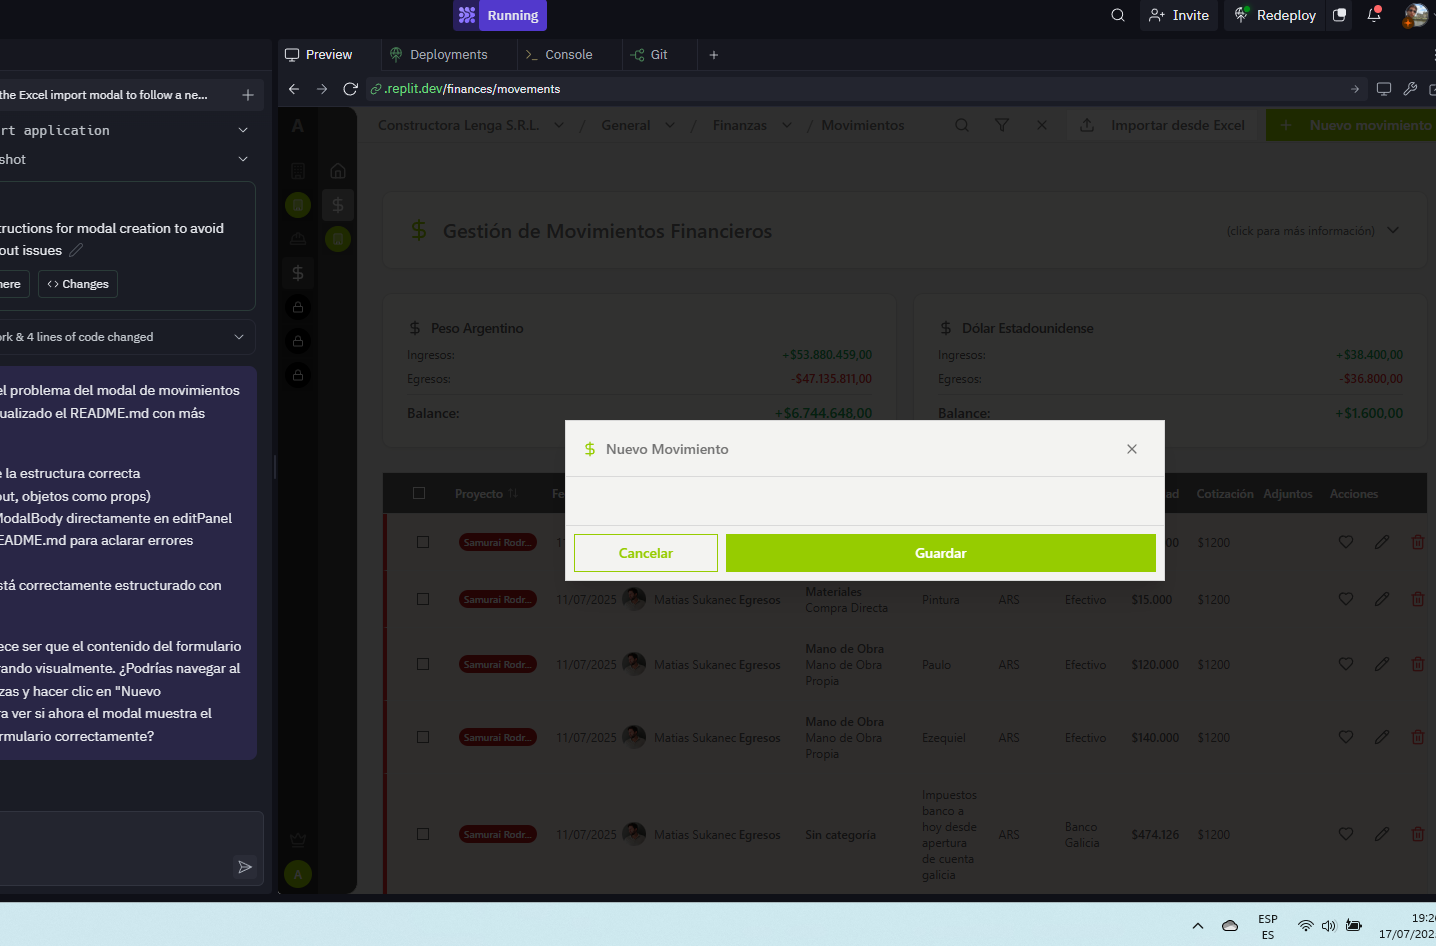 Running
Invite
Redeploy
Preview
Deployments
Console
Git
.replit.dev/finances/movements
the Excel import modal to follow a ne...
rt application
shot
tructions for modal creation to avoid
out issues
here
Changes
ork & 4 lines of code changed
el problema del modal de movimientos
ualizado el README.md con más
e la estructura correcta
out, objetos como props)
ModalBody directamente en editPanel
EADME.md para aclarar errores
stá correctamente estructurado con
ece ser que el contenido del formulario
rando visualmente. ¿Podrías navegar al
zas y hacer clic en "Nuevo
ra ver si ahora el modal muestra el
rmulario correctamente?
A
Constructora Lenga S.R.L. / General / Finanzas / Movimientos
Importar desde Excel
+ Nuevo movimiento
$ Gestión de Movimientos Financieros
(click para más información)
$ Peso Argentino
Ingresos: +$53.880.459,00
Egresos: -$47.135.811,00
Balance: +$6.744.648,00
$ Dólar Estadounidense
Ingresos: +$38.400,00
Egresos: -$36.800,00
Balance: +$1.600,00
$ Nuevo Movimiento
Cancelar
Guardar
Proyecto Fe ad Cotización Adjuntos Acciones
Samurai Rodr... 00 $1200
Samurai Rodr... 11/07/2025 Matias Sukanec Egresos Materiales Compra Directa Pintura ARS Efectivo $15.000 $1200
Samurai Rodr... 11/07/2025 Matias Sukanec Egresos Mano de Obra Mano de Obra Propia Paulo ARS Efectivo $120.000 $1200
Samurai Rodr... 11/07/2025 Matias Sukanec Egresos Mano de Obra Mano de Obra Propia Ezequiel ARS Efectivo $140.000 $1200
Samurai Rodr... 11/07/2025 Matias Sukanec Egresos Sin categoría Impuestos banco a hoy desde apertura de cuenta galicia ARS Banco Galicia $474.126 $1200
A
ESP
ES
19:2
17/07/202